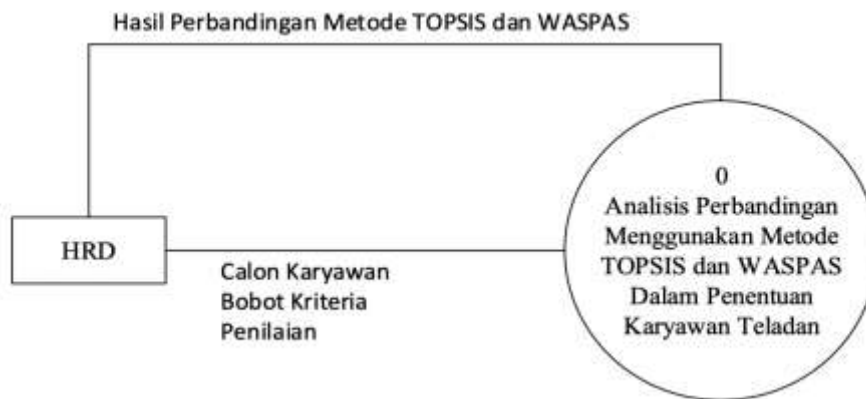 Hasil Perbandingan Metode TOPSIS dan WASPAS
0
Analisis Perbandingan
Menggunakan Metode
TOPSIS dan WASPAS
Dalam Penentuan
Karyawan Teladan
HRD
Calon Karyawan
Bobot Kriteria
Penilaian